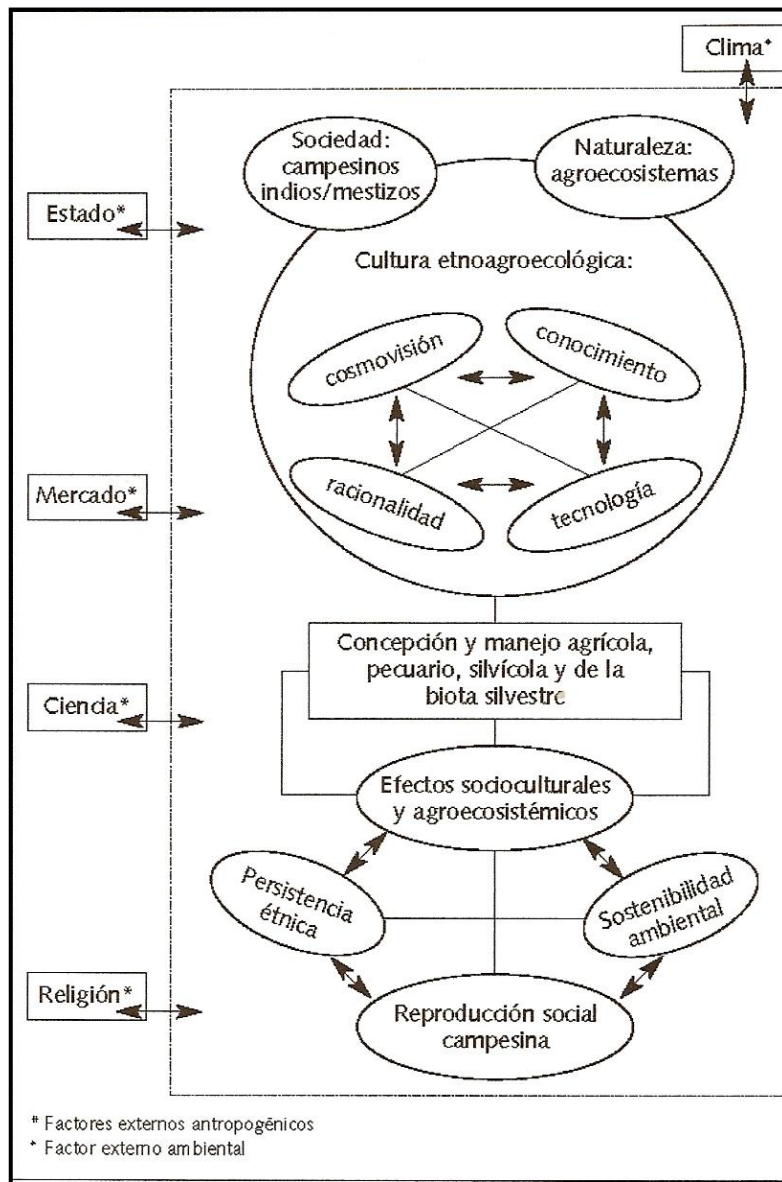 Clima*
Sociedad:
campesinos
indios/mestizos
Naturaleza:
agroecosistemas
Estado*
Cultura etnoagroecológica:
cosmovisión
conocimiento
racionalidad
tecnología
Mercado*
Concepción y manejo agrícola,
pecuario, silvícola y de la
biota silvestre
Ciencia*
Efectos socioculturales
y agroecosistémicos
Persistencia
étnica
Sostenibilidad
ambiental
Religión*
Reproducción social
campesina
* Factores externos antropogēnicos
* Factor externo ambiental